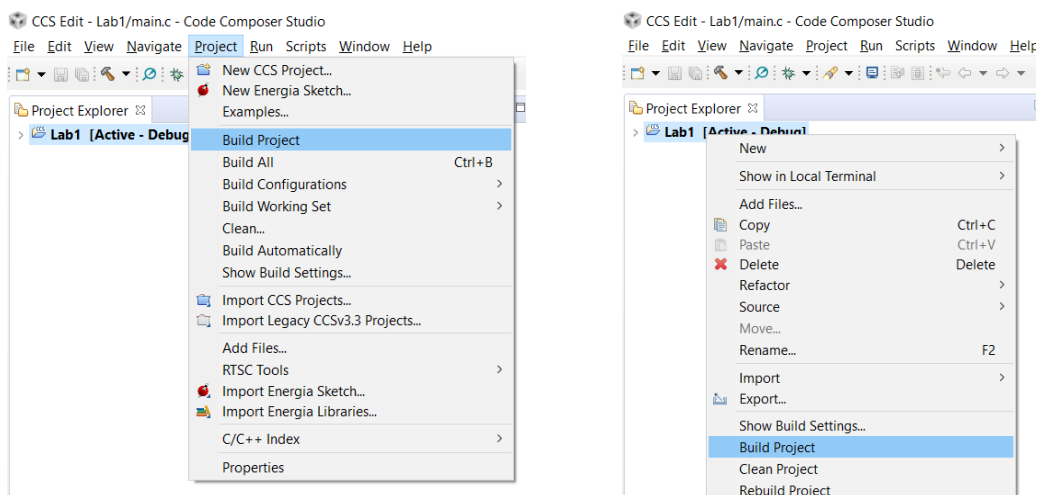 CCS Edit - Lab1/main.c - Code Composer Studio
File Edit View Navigate Project Run Scripts Window Help
New CCS Project...
New Energia Sketch...
Examples...
Build Project
Build All Ctrl+B
Build Configurations
Build Working Set
Clean...
Build Automatically
Show Build Settings...
Import CCS Projects...
Import Legacy CCSv3.3 Projects...
Add Files...
RTSC Tools
Import Energia Sketch...
Import Energia Libraries...
C/C++ Index
Properties
Project Explorer
Lab1 [Active - Debug
CCS Edit - Lab1/main.c - Code Composer Studio
File Edit View Navigate Project Run Scripts Window Help
Project Explorer
Lab1 [Active - Debug]
New
Show in Local Terminal
Add Files...
Copy Ctrl+C
Paste Ctrl+V
Delete Delete
Refactor
Source
Move...
Rename... F2
Import
Export...
Show Build Settings...
Build Project
Clean Project
Rebuild Project